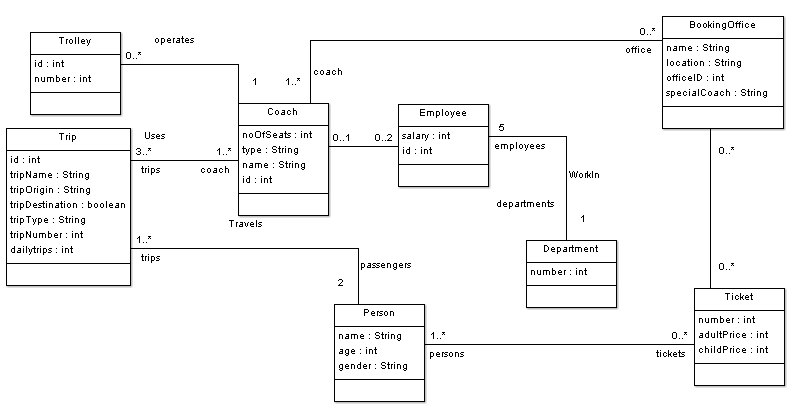 Trolley
id : int
number : int
operates
0..*
1
BookingOffice
name : String
location : String
officeID : int
specialCoach : String
0..*
office
1..*
coach
Coach
noOfSeats : int
type : String
name : String
id : int
Employee
salary : int
id : int
0..1
0..2
5
employees
WorkIn
departments
1
Trip
id : int
tripName : String
tripOrigin : String
tripDestination : boolean
tripType : String
tripNumber : int
dailytrips : int
Uses
3..*
trips
1..*
coach
Travels
1..*
trips
passengers
2
Department
number : int
0..*
0..*
Person
name : String
age : int
gender : String
1..*
persons
0..*
tickets
Ticket
number : int
adultPrice : int
childPrice : int